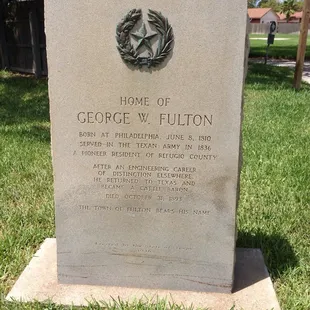 HOME OF
GEORGE W. FULTON
BORN AT PHILADELPHIA, JUNE 8, 1810
SERVED IN THE TEXAS ARMY IN 1836
A PIONEER RESIDENT OF REFUGIO COUNTY
AFTER AN ENGINEERING CAREER
OF DISTINCTION ELSEWHERE
HE RETURNED TO TEXAS AND
BECAME A CATTLE BARON
DIED OCTOBER 31, 1893
THE TOWN OF FULTON BEARS HIS NAME